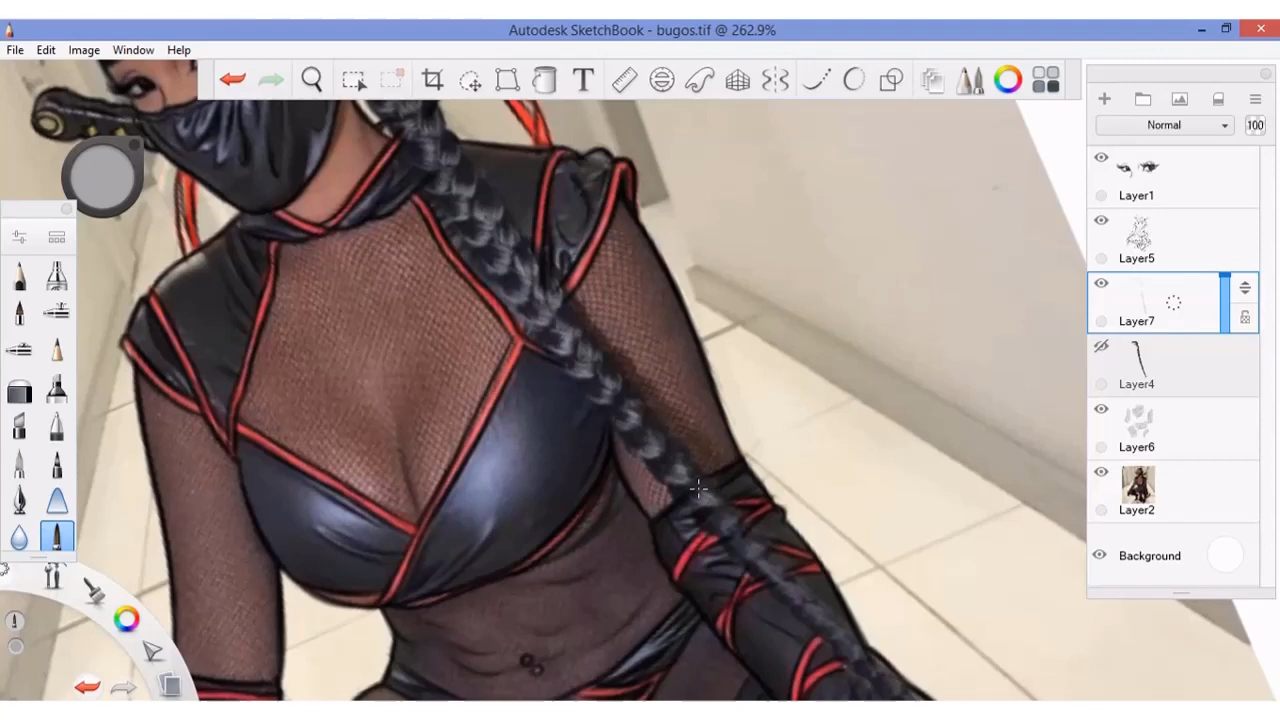 Autodesk SketchBook - bugos.tif @ 262.9%
File Edit Image Window Help
T
Normal 100
Layer1
Layer5
Layer7
Layer4
Layer6
Layer2
Background